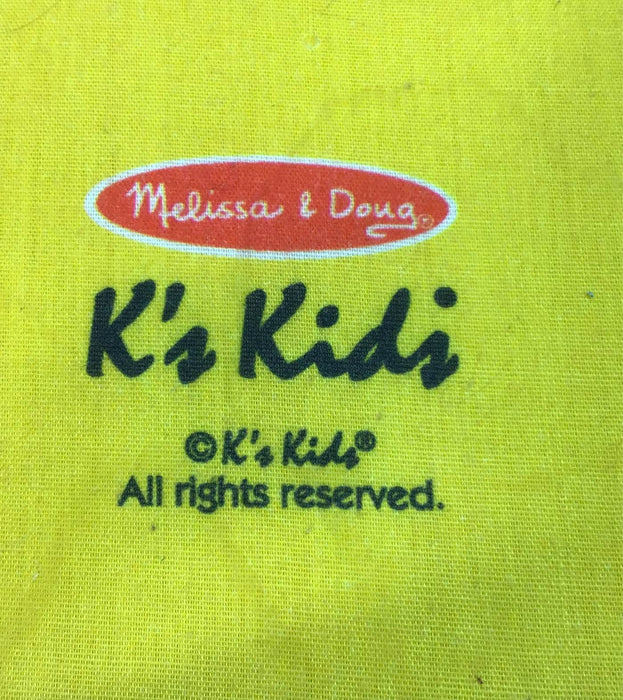 Melissa & Doug®
K's Kids
©K's Kids®
All rights reserved.